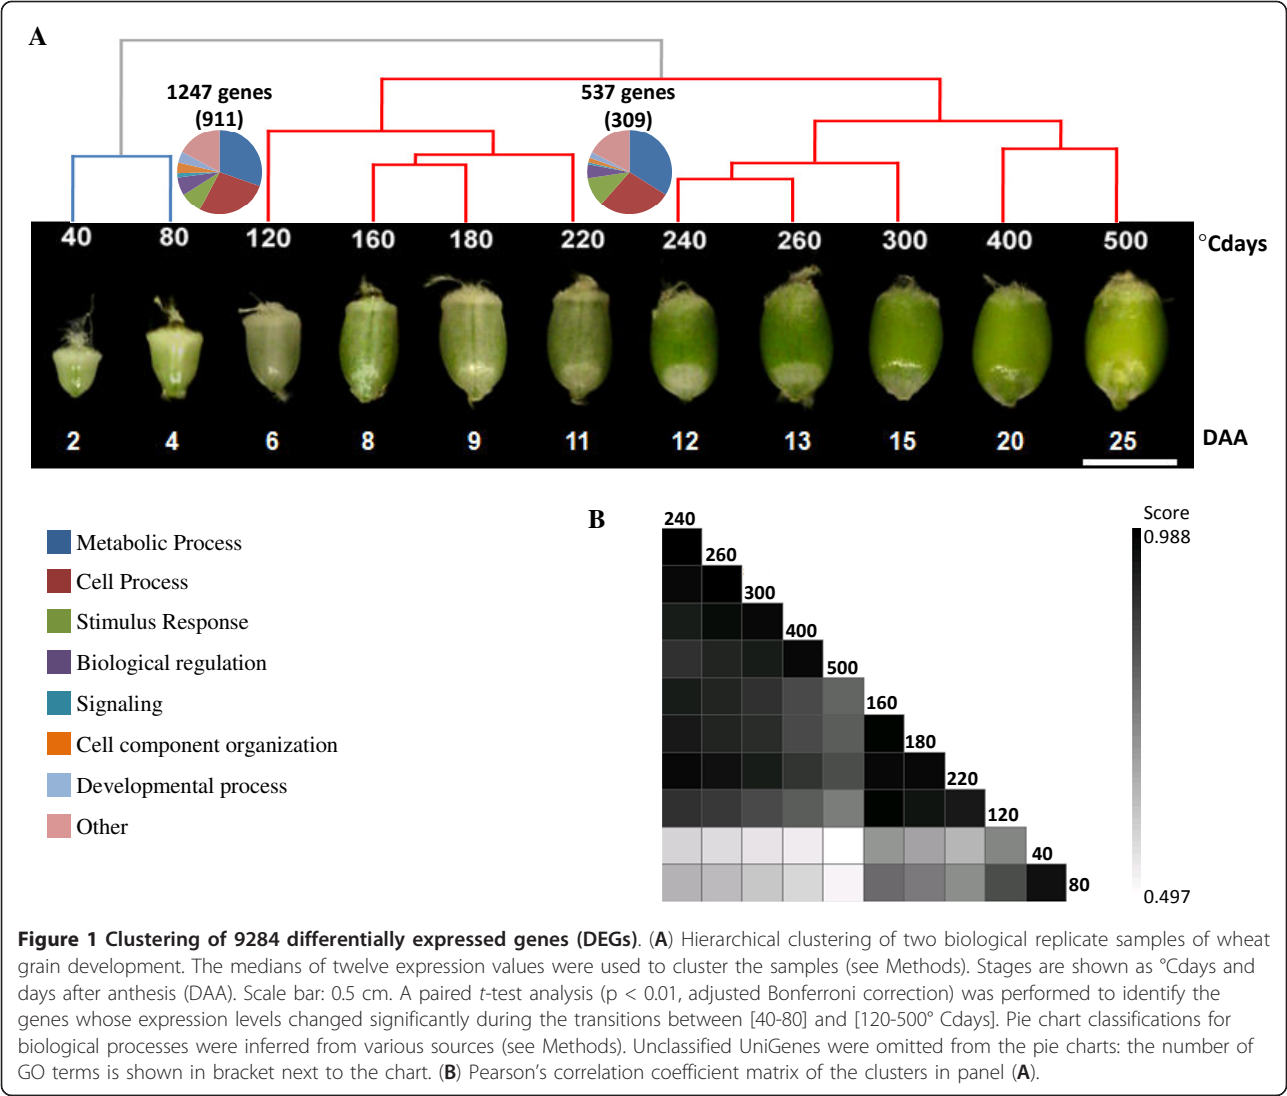 A
1247 genes
(911)
537 genes
(309)
40 80 120 160 180 220 240 260 300 400 500 °Cdays
2 4 6 8 9 11 12 13 15 20 25 DAA
Metabolic Process
Cell Process
Stimulus Response
Biological regulation
Signaling
Cell component organization
Developmental process
Other
B
240
260
300
400
500
160
180
220
120
40
80
Score
0.988
0.497
Figure 1 Clustering of 9284 differentially expressed genes (DEGs). (A) Hierarchical clustering of two biological replicate samples of wheat
grain development. The medians of twelve expression values were used to cluster the samples (see Methods). Stages are shown as °Cdays and
days after anthesis (DAA). Scale bar: 0.5 cm. A paired t-test analysis (p < 0.01, adjusted Bonferroni correction) was performed to identify the
genes whose expression levels changed significantly during the transitions between [40-80] and [120-500° Cdays]. Pie chart classifications for
biological processes were inferred from various sources (see Methods). Unclassified UniGenes were omitted from the pie charts: the number of
GO terms is shown in bracket next to the chart. (B) Pearson's correlation coefficient matrix of the clusters in panel (A).